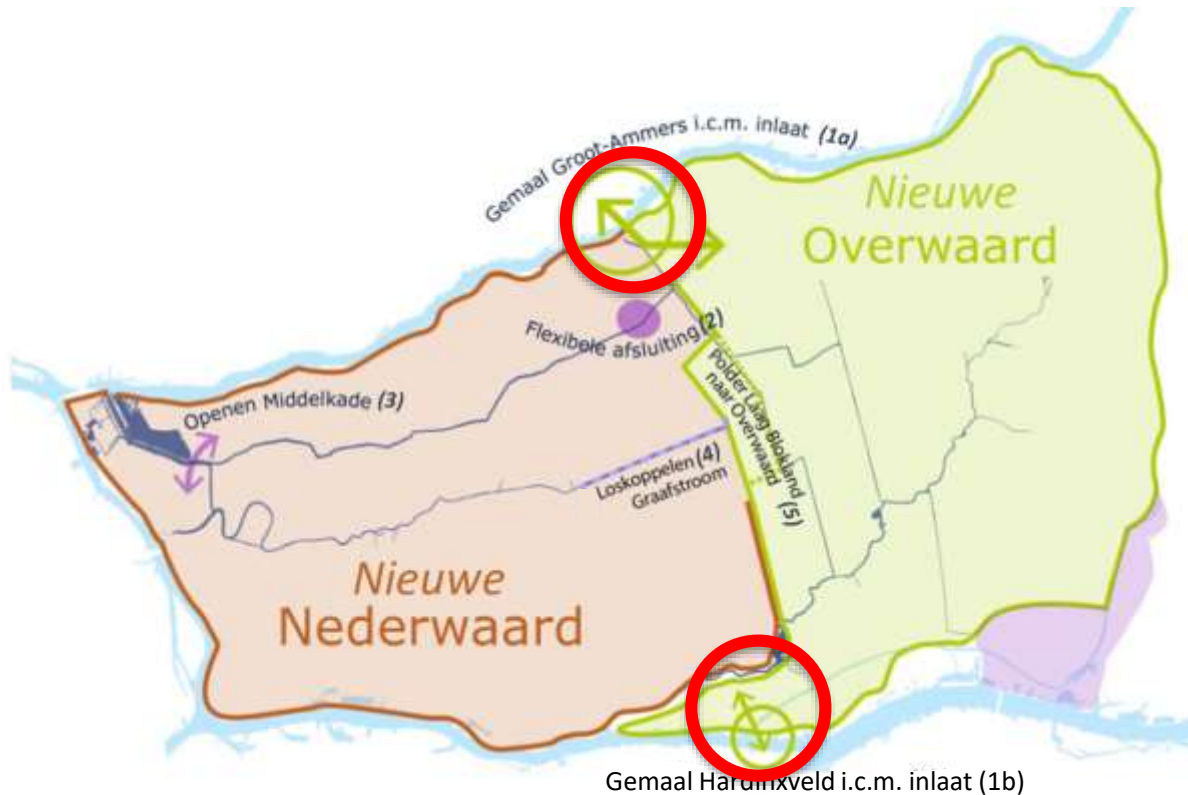 Gemaal Groot-Ammers i.c.m. inlaat (1a)
Nieuwe
Overwaard
Flexibele afsluiting (2)
Polder Laag Blokland
naar Overwaard (5)
Openen Middelkade (3)
Loskoppelen (4)
Graafstroom
Nieuwe
Nederwaard
Gemaal Hardinxveld i.c.m. inlaat (1b)